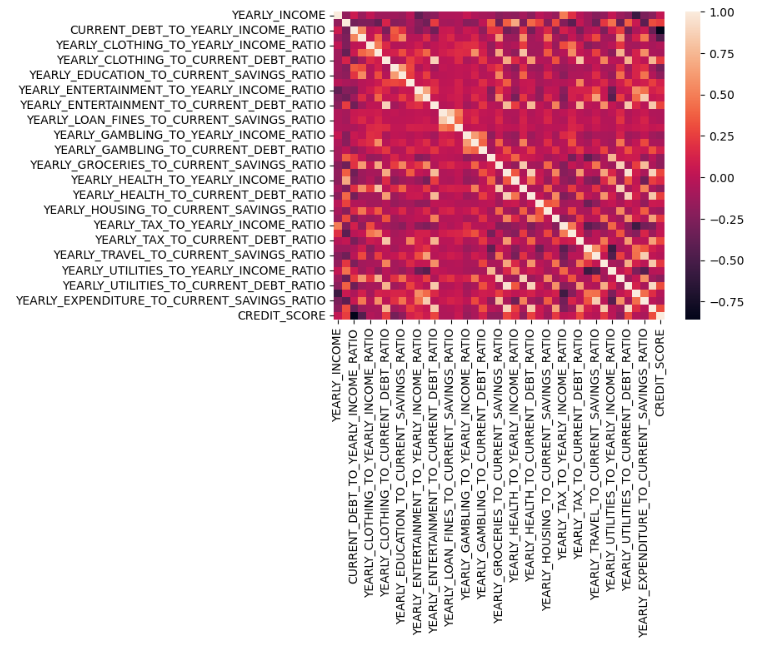 YEARLY_INCOME
CURRENT_DEBT_TO_YEARLY_INCOME_RATIO
YEARLY_CLOTHING_TO_YEARLY_INCOME_RATIO
YEARLY_CLOTHING_TO_CURRENT_DEBT_RATIO
YEARLY_EDUCATION_TO_CURRENT_SAVINGS_RATIO
YEARLY_ENTERTAINMENT_TO_YEARLY_INCOME_RATIO
YEARLY_ENTERTAINMENT_TO_CURRENT_DEBT_RATIO
YEARLY_LOAN_FINES_TO_CURRENT_SAVINGS_RATIO
YEARLY_GAMBLING_TO_YEARLY_INCOME_RATIO
YEARLY_GAMBLING_TO_CURRENT_DEBT_RATIO
YEARLY_GROCERIES_TO_CURRENT_SAVINGS_RATIO
YEARLY_HEALTH_TO_YEARLY_INCOME_RATIO
YEARLY_HEALTH_TO_CURRENT_DEBT_RATIO
YEARLY_HOUSING_TO_CURRENT_SAVINGS_RATIO
YEARLY_TAX_TO_YEARLY_INCOME_RATIO
YEARLY_TAX_TO_CURRENT_DEBT_RATIO
YEARLY_TRAVEL_TO_CURRENT_SAVINGS_RATIO
YEARLY_UTILITIES_TO_YEARLY_INCOME_RATIO
YEARLY_UTILITIES_TO_CURRENT_DEBT_RATIO
YEARLY_EXPENDITURE_TO_CURRENT_SAVINGS_RATIO
CREDIT_SCORE
YEARLY_INCOME
CURRENT_DEBT_TO_YEARLY_INCOME_RATIO
YEARLY_CLOTHING_TO_YEARLY_INCOME_RATIO
YEARLY_CLOTHING_TO_CURRENT_DEBT_RATIO
YEARLY_EDUCATION_TO_CURRENT_SAVINGS_RATIO
YEARLY_ENTERTAINMENT_TO_YEARLY_INCOME_RATIO
YEARLY_ENTERTAINMENT_TO_CURRENT_DEBT_RATIO
YEARLY_LOAN_FINES_TO_CURRENT_SAVINGS_RATIO
YEARLY_GAMBLING_TO_YEARLY_INCOME_RATIO
YEARLY_GAMBLING_TO_CURRENT_DEBT_RATIO
YEARLY_GROCERIES_TO_CURRENT_SAVINGS_RATIO
YEARLY_HEALTH_TO_YEARLY_INCOME_RATIO
YEARLY_HEALTH_TO_CURRENT_DEBT_RATIO
YEARLY_HOUSING_TO_CURRENT_SAVINGS_RATIO
YEARLY_TAX_TO_YEARLY_INCOME_RATIO
YEARLY_TAX_TO_CURRENT_DEBT_RATIO
YEARLY_TRAVEL_TO_CURRENT_SAVINGS_RATIO
YEARLY_UTILITIES_TO_YEARLY_INCOME_RATIO
YEARLY_UTILITIES_TO_CURRENT_DEBT_RATIO
YEARLY_EXPENDITURE_TO_CURRENT_SAVINGS_RATIO
CREDIT_SCORE
1.00
0.75
0.50
0.25
0.00
−0.25
−0.50
−0.75